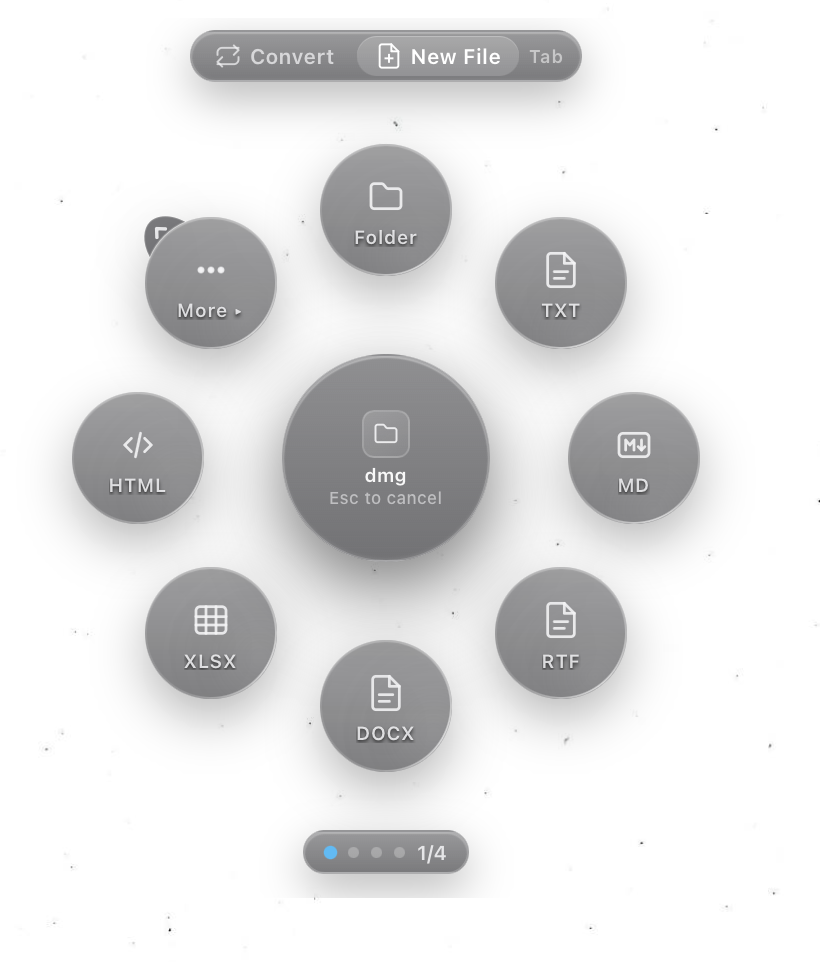 Convert New File Tab
Folder
More ▸
TXT
HTML
dmg
Esc to cancel
MD
XLSX
RTF
DOCX
1/4